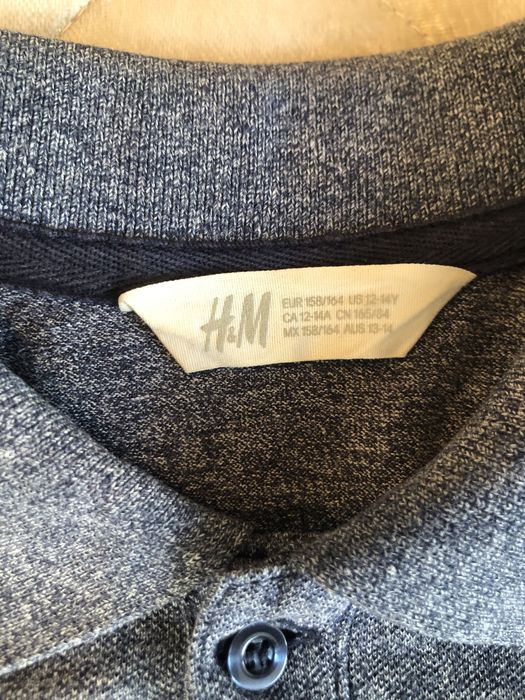 H&M
EUR 158/164 US 12-14Y
CA 12-14A CN 165/84
MX 158/164 AUS 13-14